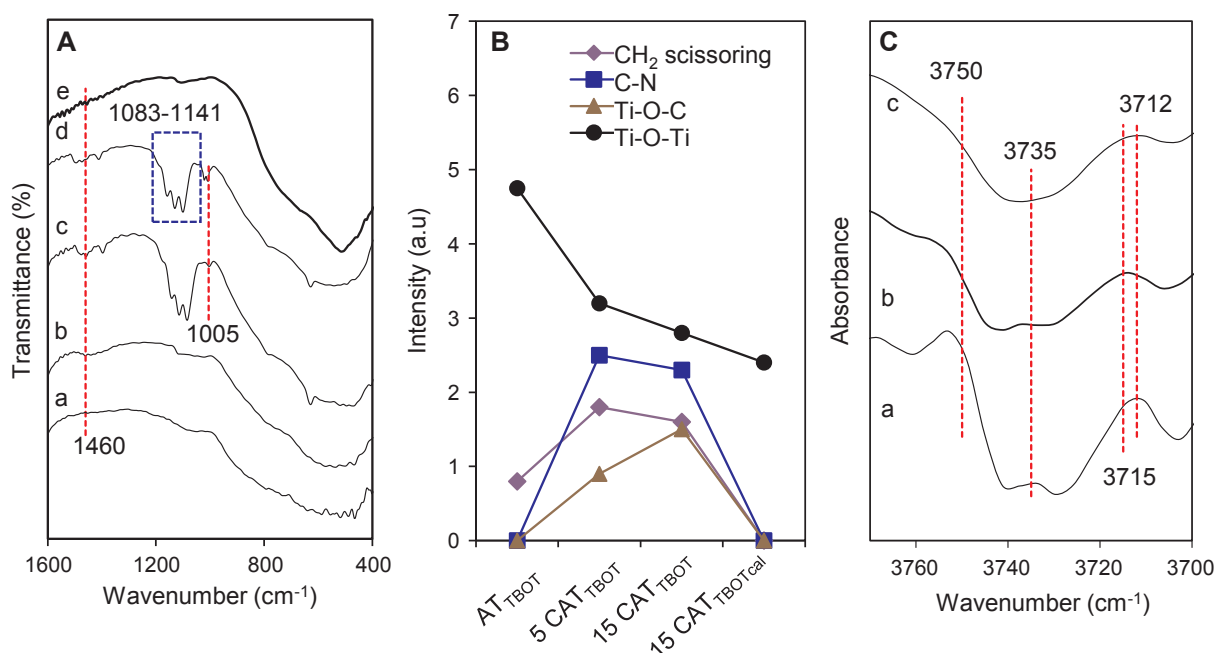 A
e
1083-1141
d
c
1005
b
a
1460
Transmittance (%)
1600 1200 800 400
Wavenumber (cm⁻¹)
B
CH₂ scissoring
C-N
Ti-O-C
Ti-O-Ti
7
6
5
4
3
2
1
0
Intensity (a.u)
AT TBOT
5 CAT TBOT
15 CAT TBOT
15 CAT TBOTcal
C
3750
3712
c
3735
b
a
3715
Absorbance
3760 3740 3720 3700
Wavenumber (cm⁻¹)